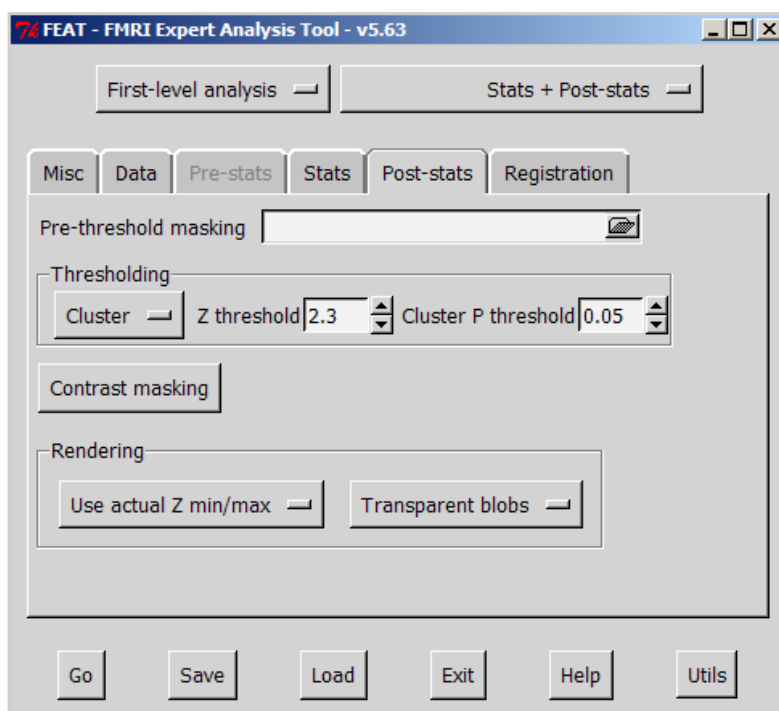 FEAT - FMRI Expert Analysis Tool - v5.63
First-level analysis Stats + Post-stats
Misc Data Pre-stats Stats Post-stats Registration
Pre-threshold masking
Thresholding
Cluster Z threshold 2.3 Cluster P threshold 0.05
Contrast masking
Rendering
Use actual Z min/max Transparent blobs
Go Save Load Exit Help Utils